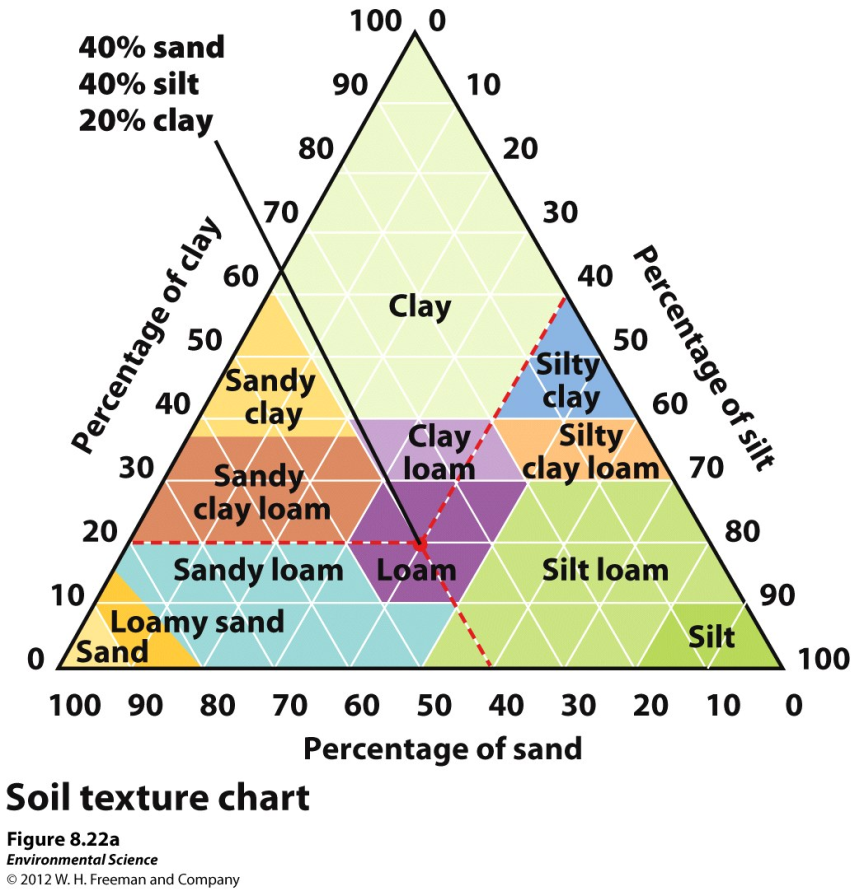 100 0
40% sand
40% silt
20% clay
90 10
80 20
70 30
60 40
50 50
40 60
30 70
20 80
10 90
0 100
Percentage of clay
Percentage of silt
Clay
Silty
clay
Sandy
clay
Clay
loam
Silty
clay loam
Sandy
clay loam
Sandy loam
Loam
Silt loam
Loamy sand
Sand
Silt
100 90 80 70 60 50 40 30 20 10 0
Percentage of sand
Soil texture chart
Figure 8.22a
Environmental Science
© 2012 W. H. Freeman and Company